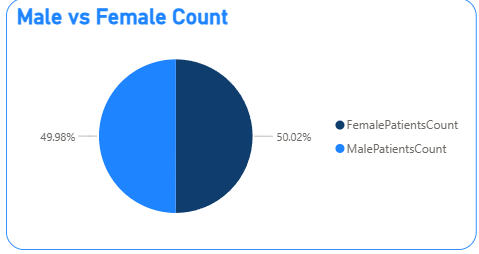 Male vs Female Count
49.98%
50.02%
FemalePatientsCount
MalePatientsCount